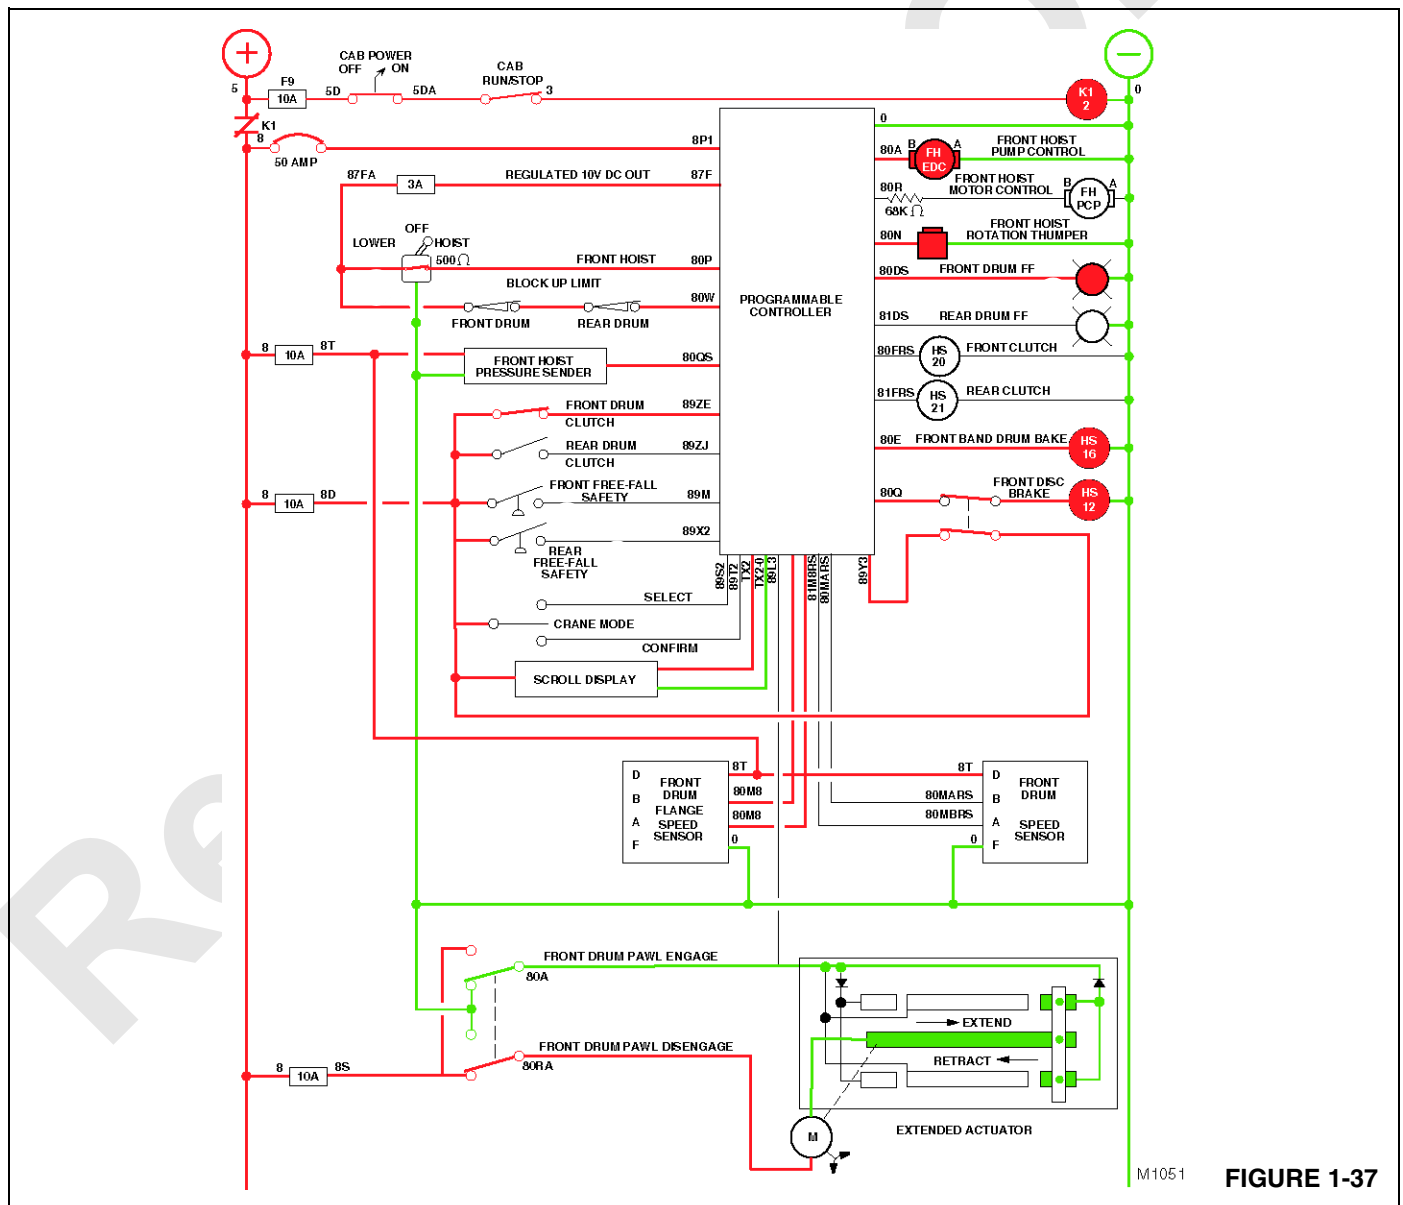 +
−
5
F9
10A
5D
CAB POWER
OFF ON
5DA
CAB
RUN/STOP
3
K1
2
0
K1
8
50 AMP
8P1
0
87FA
3A
REGULATED 10V DC OUT
87F
80A
B
FH
EDC
A
FRONT HOIST
PUMP CONTROL
80R
68K Ω
FRONT HOIST
MOTOR CONTROL
B
FH
PCP
A
OFF
LOWER
HOIST
500 Ω
FRONT HOIST
80P
80N
FRONT HOIST
ROTATION THUMPER
BLOCK UP LIMIT
80W
FRONT DRUM
REAR DRUM
PROGRAMMABLE
CONTROLLER
80DS
FRONT DRUM FF
81DS
REAR DRUM FF
8
10A
8T
FRONT HOIST
PRESSURE SENDER
80QS
80FRS
HS
20
FRONT CLUTCH
81FRS
HS
21
REAR CLUTCH
FRONT DRUM
CLUTCH
89ZE
REAR DRUM
CLUTCH
89ZJ
80E
FRONT BAND DRUM BAKE
HS
16
8
10A
8D
FRONT FREE-FALL
SAFETY
89M
80Q
FRONT DISC
BRAKE
HS
12
REAR
FREE-FALL
SAFETY
89X2
89S2
89T2
TX2
TX2-0
89L3
81M8RS
80MARS
89Y3
SELECT
CRANE MODE
CONFIRM
SCROLL DISPLAY
D
B
A
F
FRONT
DRUM
FLANGE
SPEED
SENSOR
8T
80M8
80M8
0
8T
80MARS
80MBRS
0
D
B
A
F
FRONT
DRUM
SPEED
SENSOR
FRONT DRUM PAWL ENGAGE
80A
EXTEND
RETRACT
FRONT DRUM PAWL DISENGAGE
80RA
8
10A
8S
M
EXTENDED ACTUATOR
M1051
FIGURE 1-37